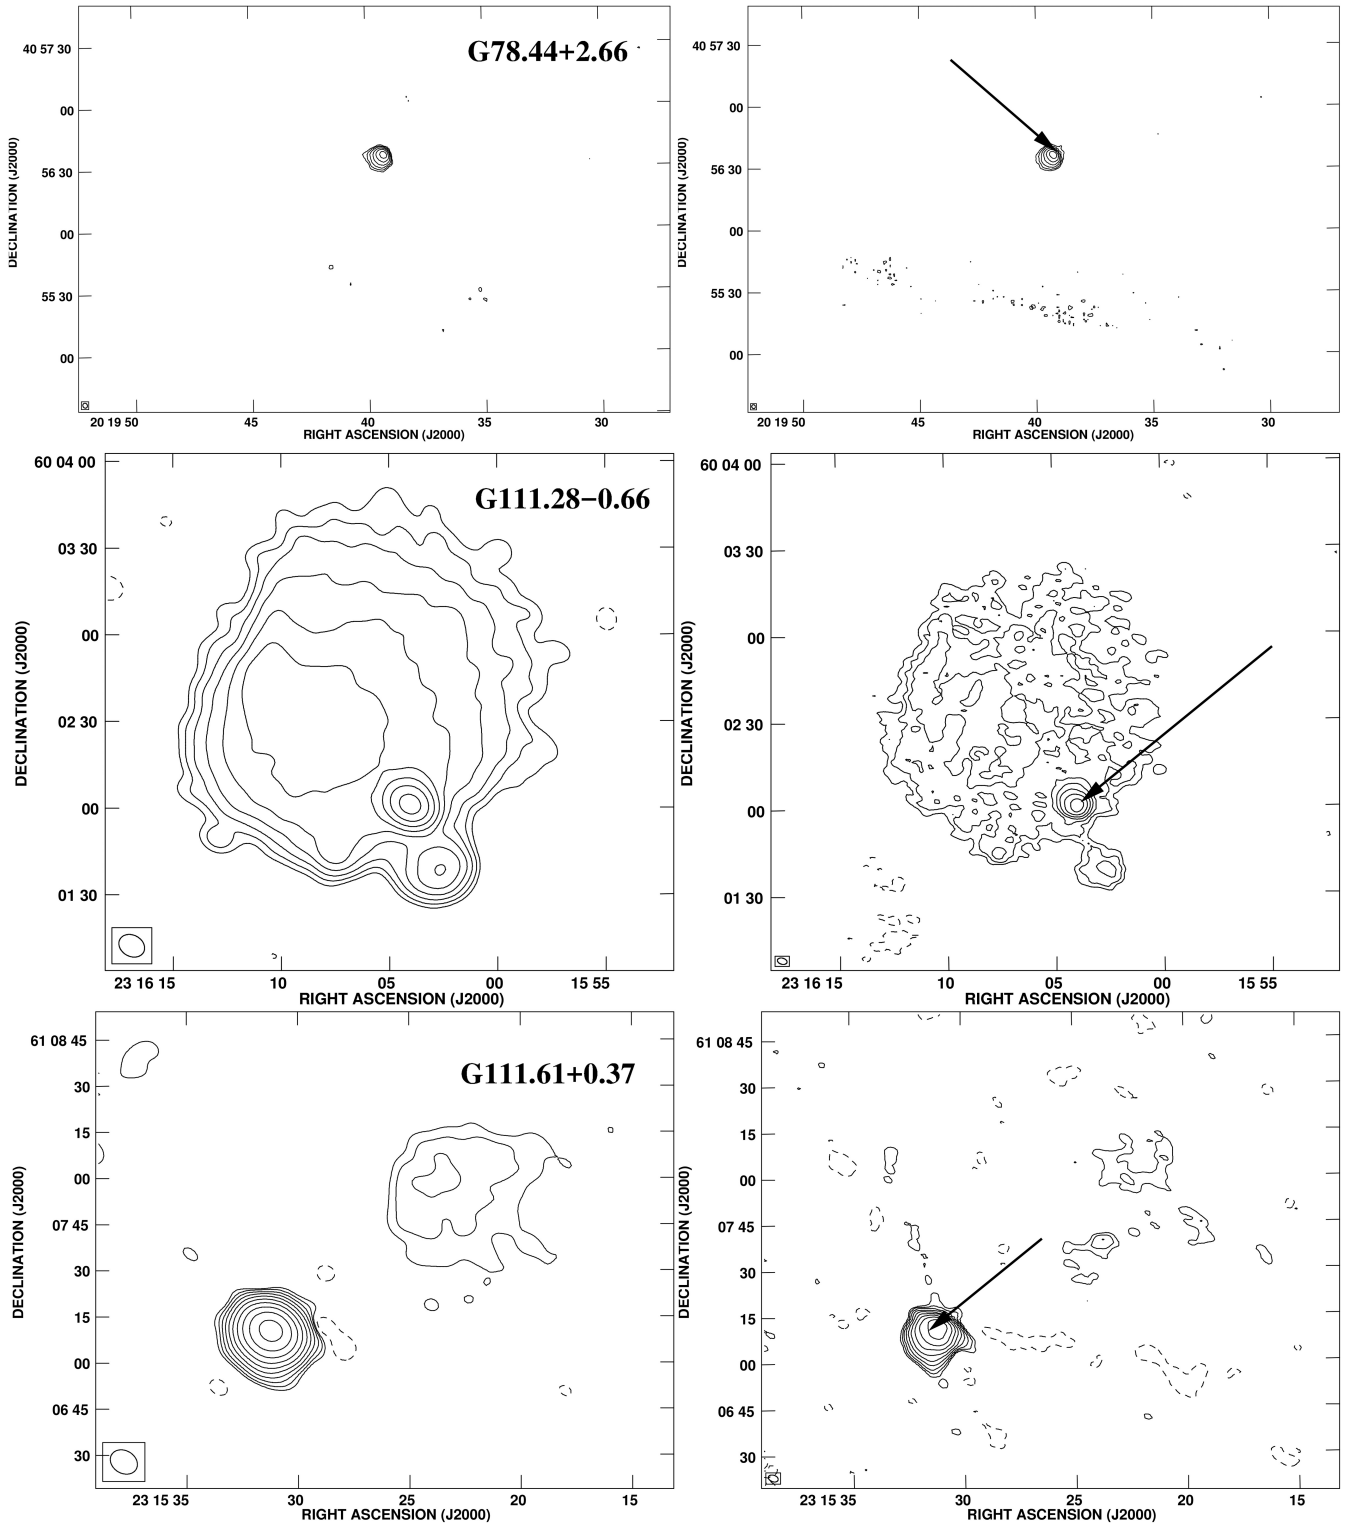 G78.44+2.66
40 57 30
00
56 30
00
55 30
00
DECLINATION (J2000)
20 19 50
45
40
35
30
RIGHT ASCENSION (J2000)
40 57 30
00
56 30
00
55 30
00
DECLINATION (J2000)
20 19 50
45
40
35
30
RIGHT ASCENSION (J2000)
G111.28−0.66
60 04 00
03 30
00
02 30
00
01 30
DECLINATION (J2000)
23 16 15
10
05
00
15 55
RIGHT ASCENSION (J2000)
60 04 00
03 30
00
02 30
00
01 30
DECLINATION (J2000)
23 16 15
10
05
00
15 55
RIGHT ASCENSION (J2000)
G111.61+0.37
61 08 45
30
15
00
07 45
30
15
00
06 45
30
DECLINATION (J2000)
23 15 35
30
25
20
15
RIGHT ASCENSION (J2000)
61 08 45
30
15
00
07 45
30
15
00
06 45
30
DECLINATION (J2000)
23 15 35
30
25
20
15
RIGHT ASCENSION (J2000)